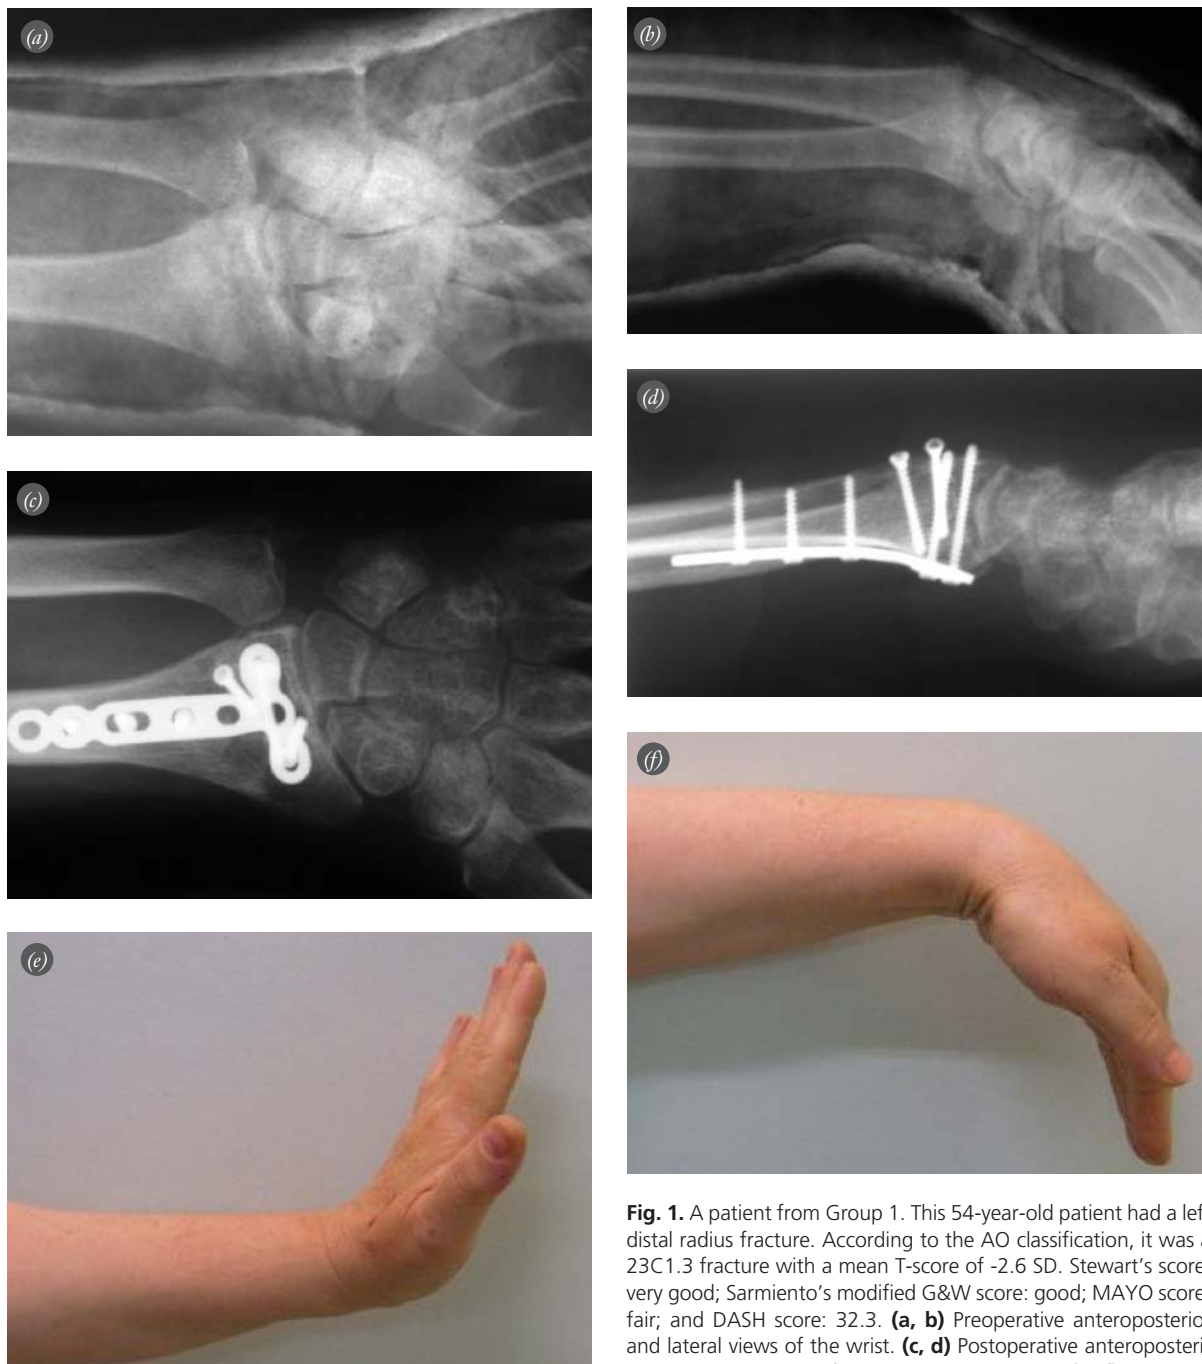 (a)
(b)
(c)
(d)
(e)
(f)
Fig. 1. A patient from Group 1. This 54-year-old patient had a lef
distal radius fracture. According to the AO classification, it was a
23C1.3 fracture with a mean T-score of -2.6 SD. Stewart's score
very good; Sarmiento's modified G&W score: good; MAYO score
fair; and DASH score: 32.3. (a, b) Preoperative anteroposterio
and lateral views of the wrist. (c, d) Postoperative anteroposteri